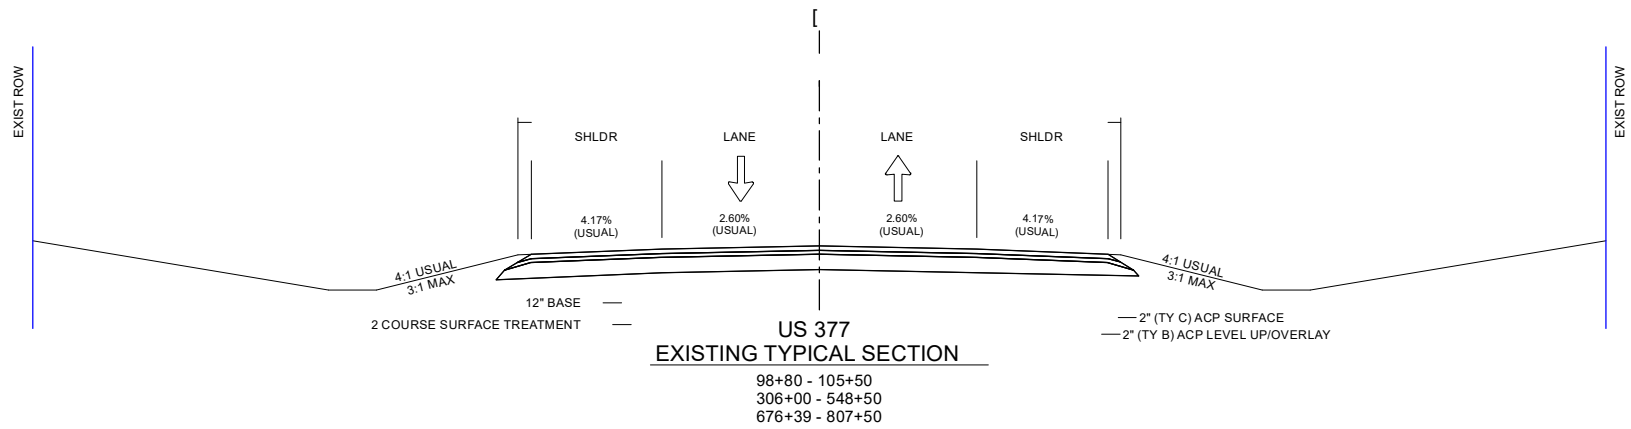 [
EXIST ROW
EXIST ROW
SHLDR
LANE
LANE
SHLDR
4.17%
(USUAL)
2.60%
(USUAL)
2.60%
(USUAL)
4.17%
(USUAL)
4:1 USUAL
3:1 MAX
4:1 USUAL
3:1 MAX
12" BASE
2 COURSE SURFACE TREATMENT
2" (TY C) ACP SURFACE
2" (TY B) ACP LEVEL UP/OVERLAY
US 377
EXISTING TYPICAL SECTION
98+80 - 105+50
306+00 - 548+50
676+39 - 807+50